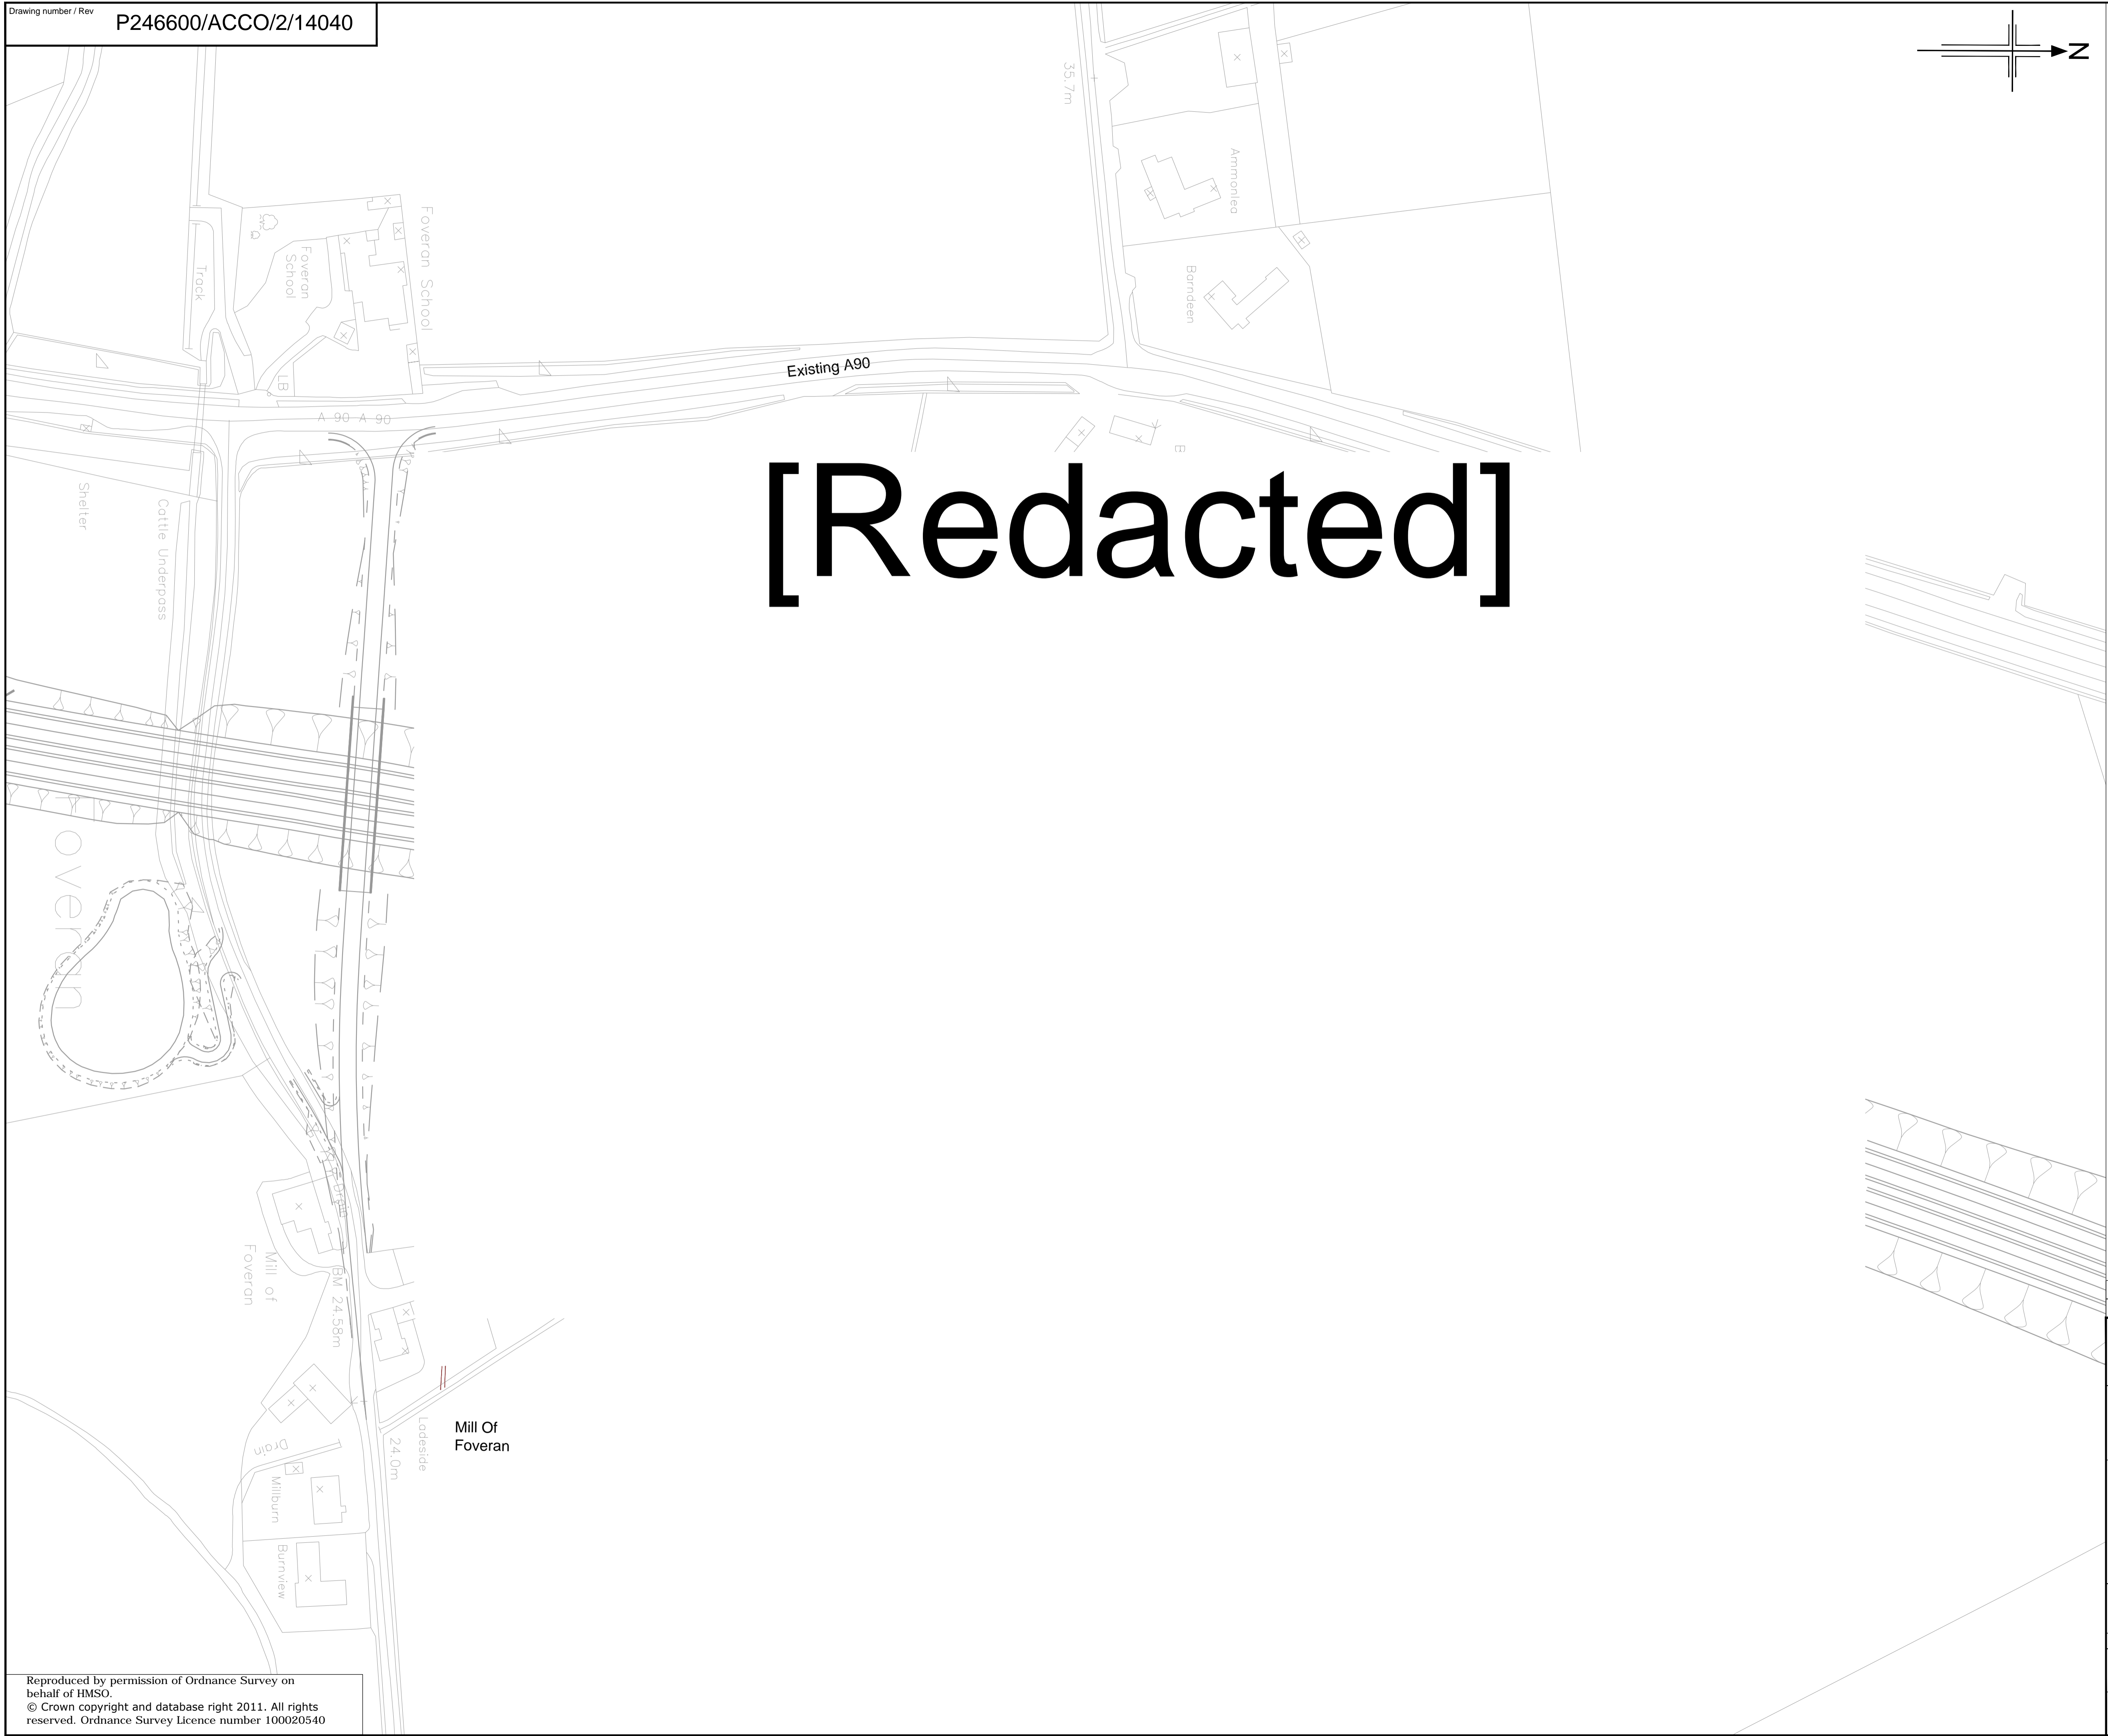 Drawing number / Rev
P246600/ACCO/2/14040
N
35.7m
Ammonlea
Barndeen
Foveran School
Foveran
School
Track
LB
Existing A90
A 90 A 90
[Redacted]
Shelter
Cattle Underpass
Foveran
Drain
Mill of
Foveran
BM 24.58m
Ladeside
24.0m
Mill Of
Foveran
Drain
Millburn
Burnview
Reproduced by permission of Ordnance Survey on
behalf of HMSO.
© Crown copyright and database right 2011. All rights
reserved. Ordnance Survey Licence number 100020540